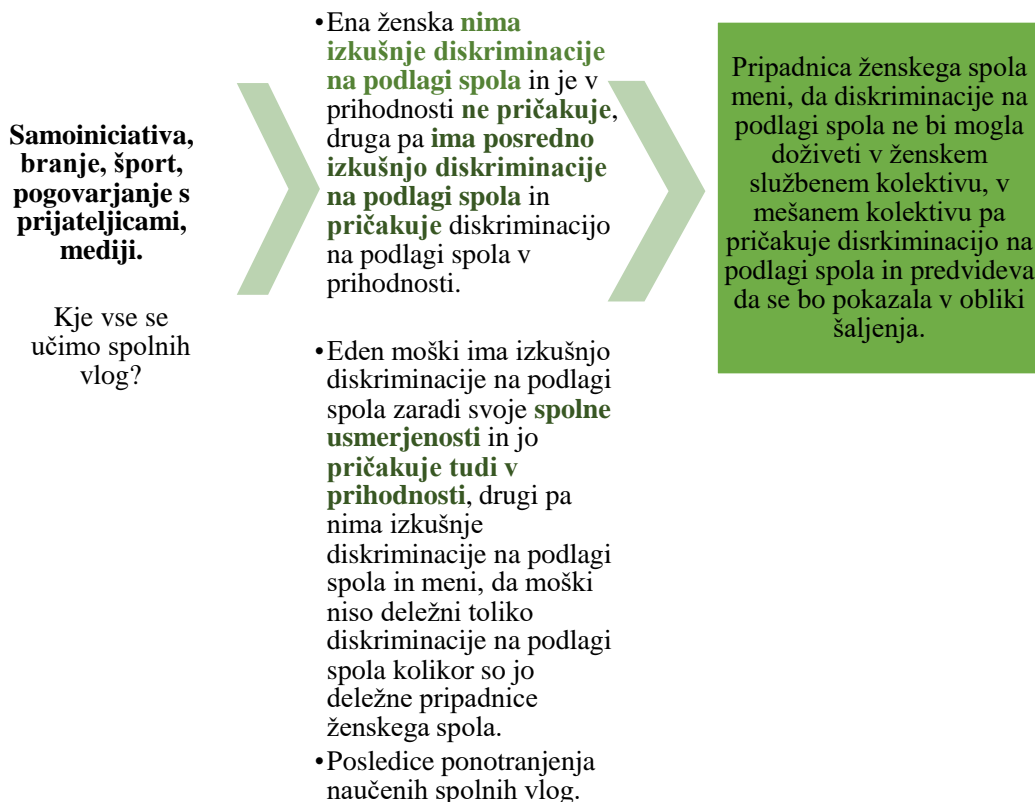 Samoiniciativa,
branje, šport,
pogovarjanje s
prijateljicami,
mediji.
Kje vse se
učimo spolnih
vlog?
•Ena ženska nima
izkušnje diskriminacije
na podlagi spola in je v
prihodnosti ne pričakuje,
druga pa ima posredno
izkušnjo diskriminacije
na podlagi spola in
pričakuje diskriminacijo
na podlagi spola v
prihodnosti.
•Eden moški ima izkušnjo
diskriminacije na podlagi
spola zaradi svoje spolne
usmerjenosti in jo
pričakuje tudi v
prihodnosti, drugi pa
nima izkušnje
diskriminacije na podlagi
spola in meni, da moški
niso deležni toliko
diskriminacije na podlagi
spola kolikor so jo
deležne pripadnice
ženskega spola.
•Posledice ponotranjenja
naučenih spolnih vlog.
Pripadnica ženskega spola
meni, da diskriminacije na
podlagi spola ne bi mogla
doživeti v ženskem
službenem kolektivu, v
mešanem kolektivu pa
pričakuje disrkiminacijo na
podlagi spola in predvideva
da se bo pokazala v obliki
šaljenja.